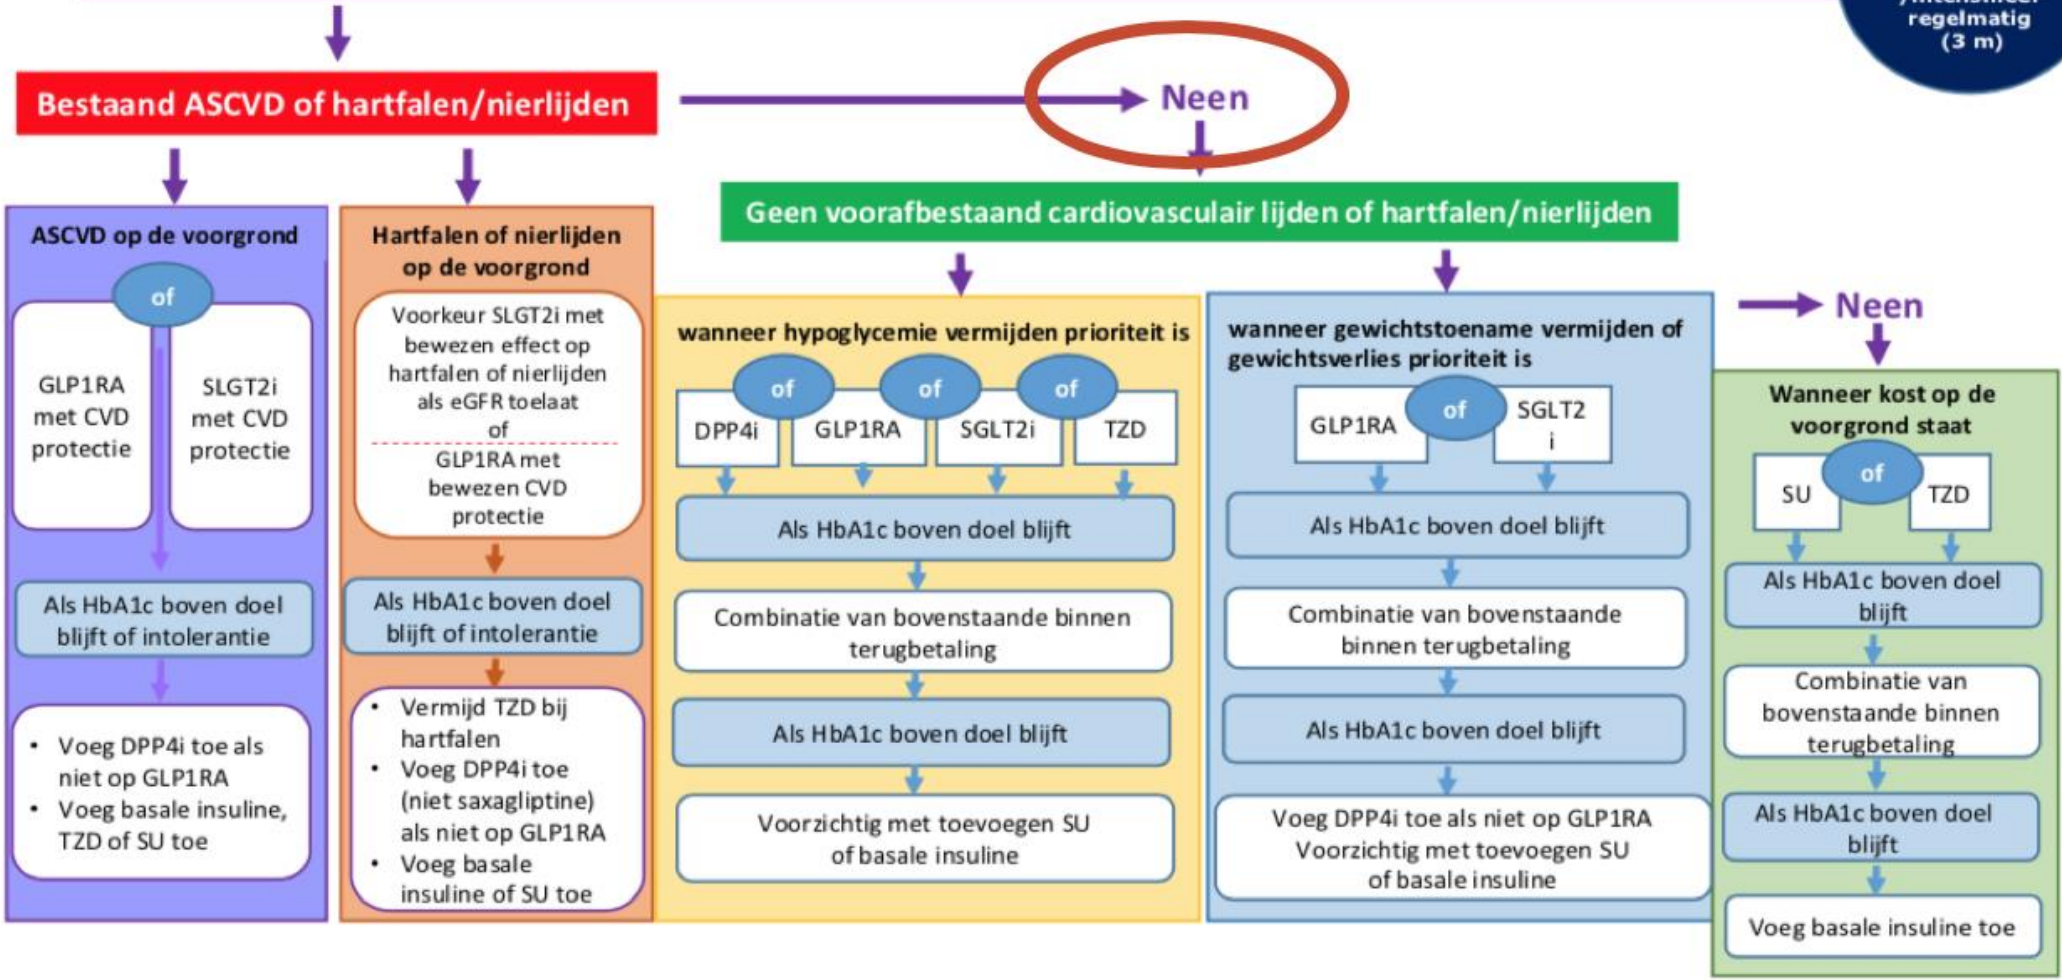 regelmatig
(3 m)
Bestaand ASCVD of hartfalen/nierlijden
Neen
Geen voorafbestaand cardiovasculair lijden of hartfalen/nierlijden
ASCVD op de voorgrond
of
GLP1RA
met CVD
protectie
SLGT2i
met CVD
protectie
Als HbA1c boven doel
blijft of intolerantie
• Voeg DPP4i toe als
niet op GLP1RA
• Voeg basale insuline,
TZD of SU toe
Hartfalen of nierlijden
op de voorgrond
Voorkeur SLGT2i met
bewezen effect op
hartfalen of nierlijden
als eGFR toelaat
of
GLP1RA met
bewezen CVD
protectie
Als HbA1c boven doel
blijft of intolerantie
• Vermijd TZD bij
hartfalen
• Voeg DPP4i toe
(niet saxagliptine)
als niet op GLP1RA
• Voeg basale
insuline of SU toe
wanneer hypoglycemie vermijden prioriteit is
of
of
of
DPP4i
GLP1RA
SGLT2i
TZD
Als HbA1c boven doel blijft
Combinatie van bovenstaande binnen
terugbetaling
Als HbA1c boven doel blijft
Voorzichtig met toevoegen SU
of basale insuline
wanneer gewichtstoename vermijden of
gewichtsverlies prioriteit is
GLP1RA
of
SGLT2
i
Als HbA1c boven doel blijft
Combinatie van bovenstaande
binnen terugbetaling
Als HbA1c boven doel blijft
Voeg DPP4i toe als niet op GLP1RA
Voorzichtig met toevoegen SU
of basale insuline
Neen
Wanneer kost op de
voorgrond staat
SU
of
TZD
Als HbA1c boven doel
blijft
Combinatie van
bovenstaande binnen
terugbetaling
Als HbA1c boven doel
blijft
Voeg basale insuline toe